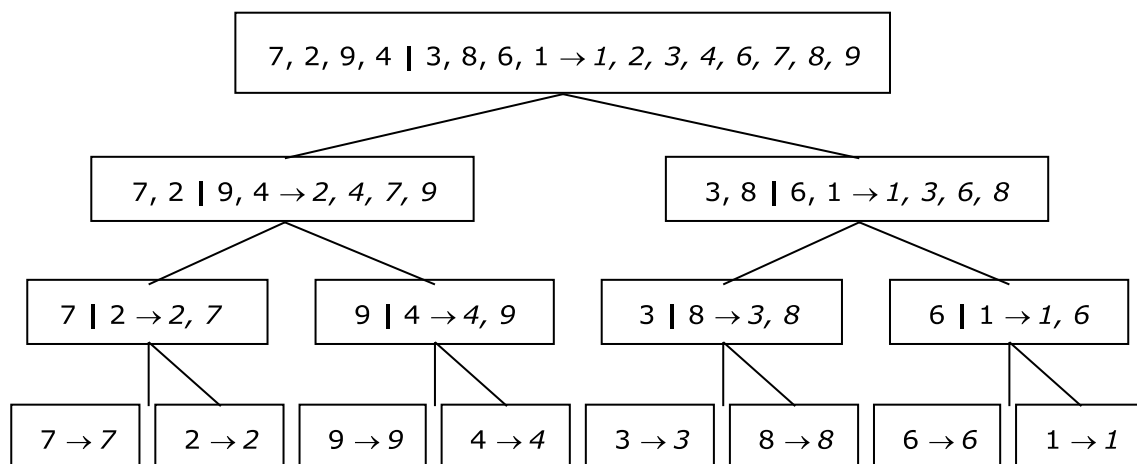 7, 2, 9, 4 | 3, 8, 6, 1 → 1, 2, 3, 4, 6, 7, 8, 9
7, 2 | 9, 4 → 2, 4, 7, 9
3, 8 | 6, 1 → 1, 3, 6, 8
7 | 2 → 2, 7
9 | 4 → 4, 9
3 | 8 → 3, 8
6 | 1 → 1, 6
7 → 7
2 → 2
9 → 9
4 → 4
3 → 3
8 → 8
6 → 6
1 → 1